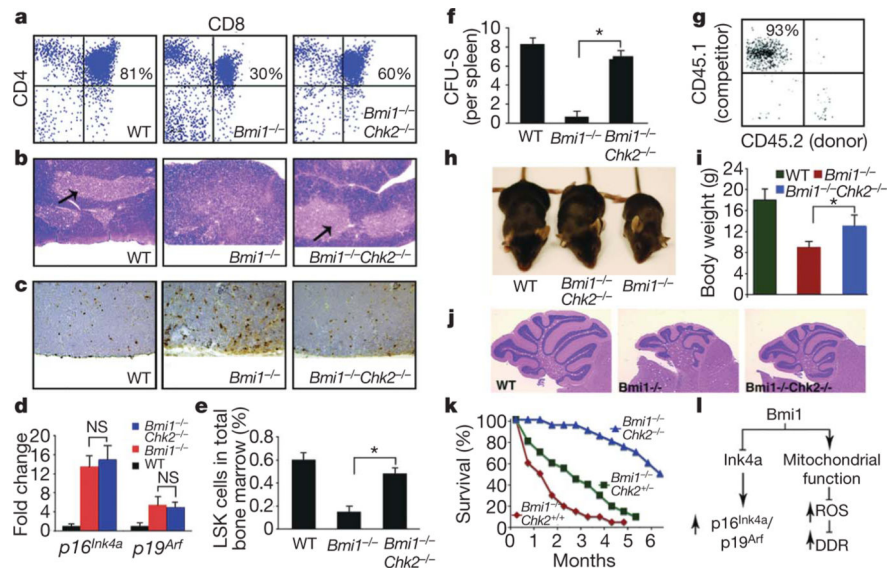 a
CD8
CD4
81%
WT
30%
Bmi1–/–
60%
Bmi1–/–
Chk2–/–
b
WT
Bmi1–/–
Bmi1–/–Chk2–/–
c
WT
Bmi1–/–
Bmi1–/–Chk2–/–
d
Fold change
20
16
12
8
4
0
NS
NS
Bmi1–/–
Chk2–/–
Bmi1–/–
WT
p16Ink4a
p19Arf
e
LSK cells in total
bone marrow (%)
0.8
0.6
0.4
0.2
0
*
WT
Bmi1–/–
Bmi1–/–
Chk2–/–
f
CFU-S
(per spleen)
10
8
6
4
2
0
*
WT
Bmi1–/–
Bmi1–/–
Chk2–/–
g
CD45.1
(competitor)
93%
CD45.2 (donor)
h
WT
Bmi1–/–
Chk2–/–
Bmi1–/–
i
WT
Bmi1–/–
Bmi1–/–Chk2–/–
Body weight (g)
24
18
12
6
0
*
j
WT
Bmi1-/-
Bmi1-/-Chk2-/-
k
Survival (%)
100
80
60
40
20
0
Bmi1–/–
Chk2–/–
Bmi1–/–
Chk2+/–
Bmi1–/–
Chk2+/+
0 1 2 3 4 5 6
Months
l
Bmi1
Ink4a
Mitochondrial
function
p16Ink4a/
p19Arf
ROS
DDR